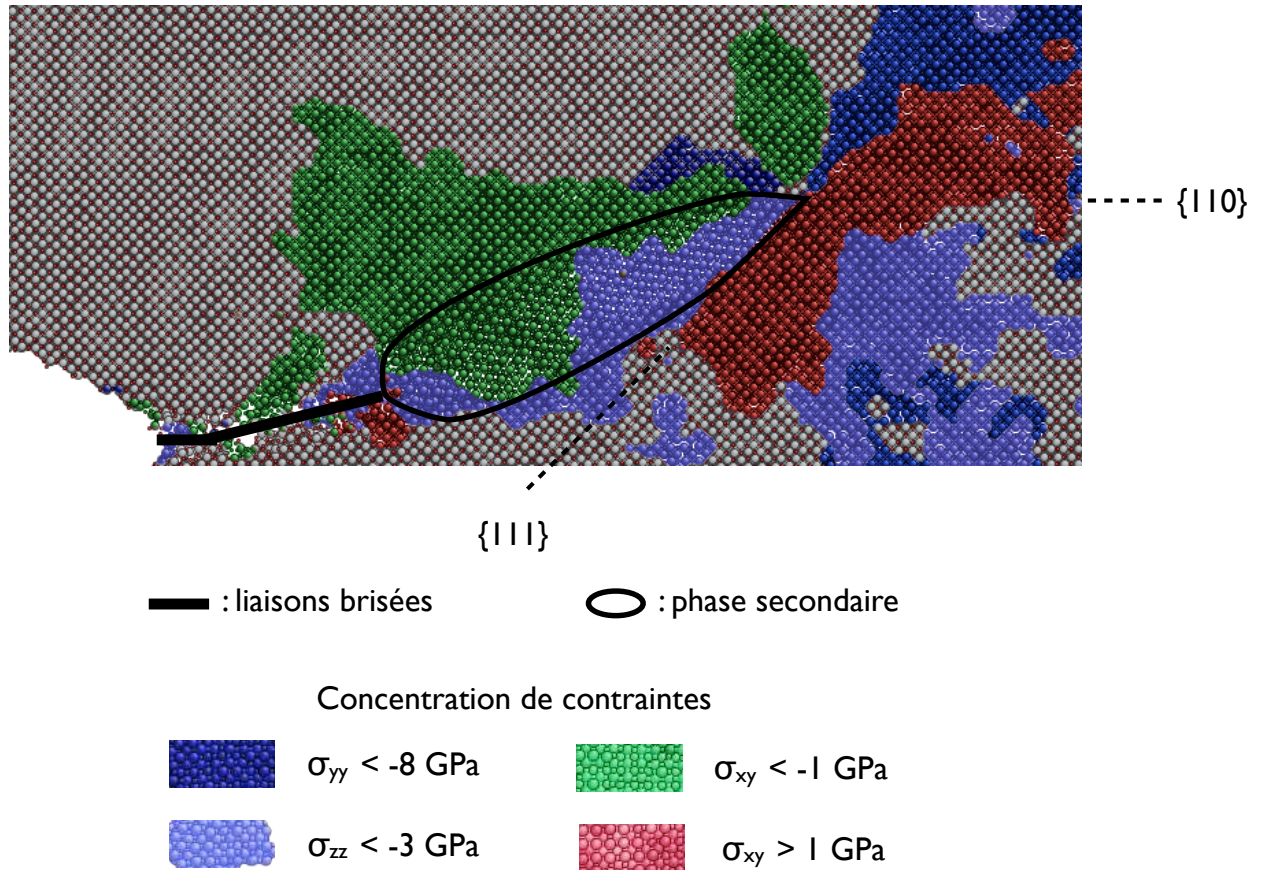 {110}
{111}
: liaisons brisées
: phase secondaire
Concentration de contraintes
σyy < -8 GPa
σxy < -1 GPa
σzz < -3 GPa
σxy > 1 GPa